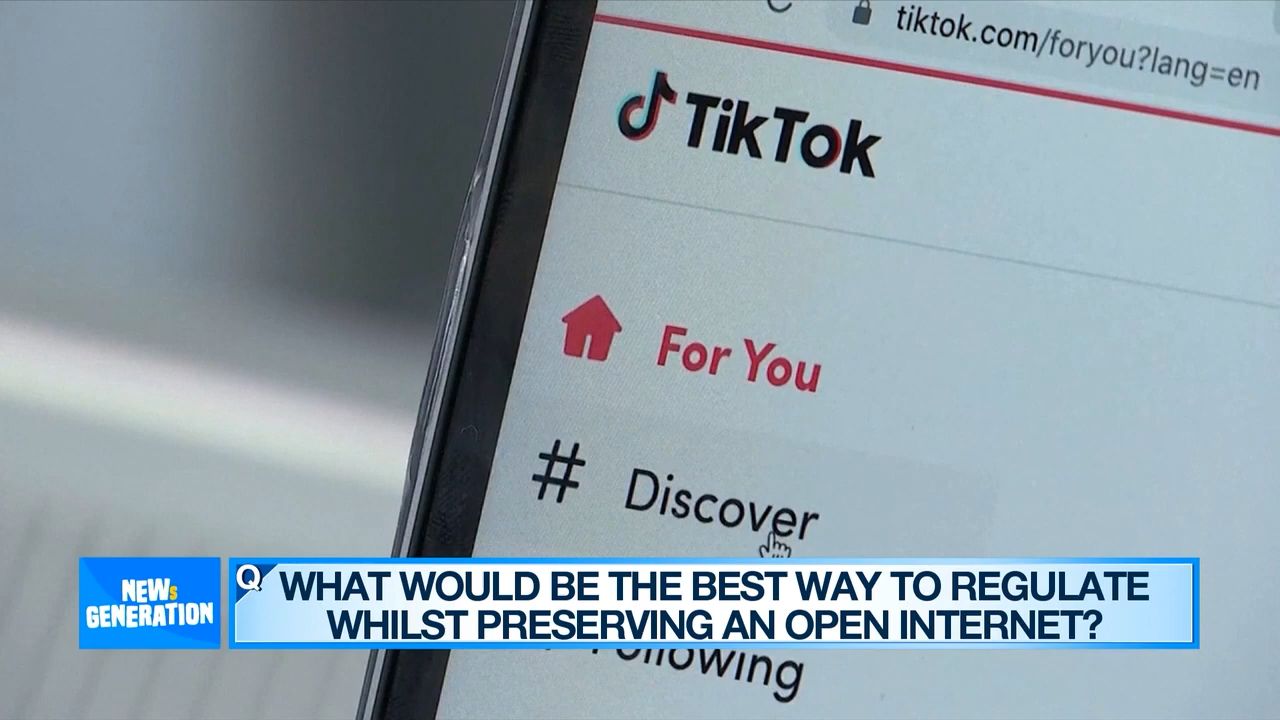 tiktok.com/foryou?lang=en
TikTok
For You
# Discover
NEWs
GENERATION
Q WHAT WOULD BE THE BEST WAY TO REGULATE
WHILST PRESERVING AN OPEN INTERNET?
Following